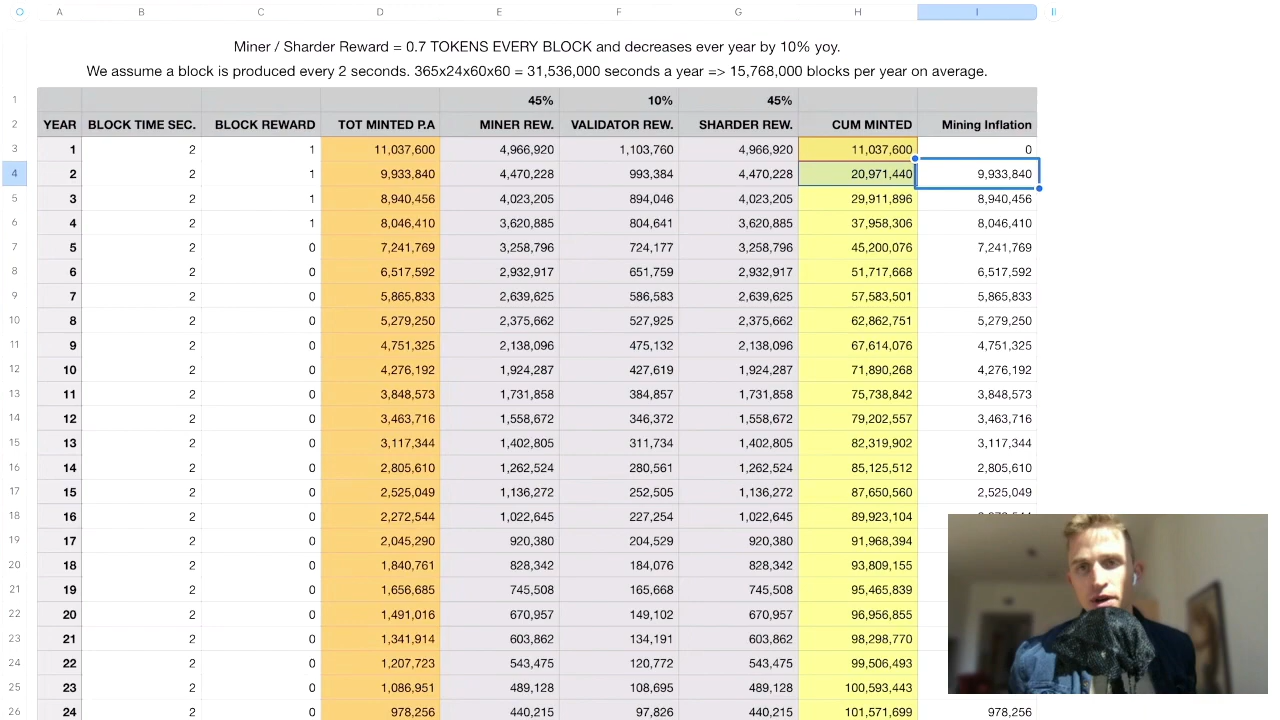 A B C D E F G H I
Miner / Sharder Reward = 0.7 TOKENS EVERY BLOCK and decreases ever year by 10% yoy.
We assume a block is produced every 2 seconds. 365x24x60x60 = 31,536,000 seconds a year => 15,768,000 blocks per year on average.
1 45% 10% 45%
2 YEAR BLOCK TIME SEC. BLOCK REWARD TOT MINTED P.A MINER REW. VALIDATOR REW. SHARDER REW. CUM MINTED Mining Inflation
3 1 2 1 11,037,600 4,966,920 1,103,760 4,966,920 11,037,600 0
4 2 2 1 9,933,840 4,470,228 993,384 4,470,228 20,971,440 9,933,840
5 3 2 1 8,940,456 4,023,205 894,046 4,023,205 29,911,896 8,940,456
6 4 2 1 8,046,410 3,620,885 804,641 3,620,885 37,958,306 8,046,410
7 5 2 0 7,241,769 3,258,796 724,177 3,258,796 45,200,076 7,241,769
8 6 2 0 6,517,592 2,932,917 651,759 2,932,917 51,717,668 6,517,592
9 7 2 0 5,865,833 2,639,625 586,583 2,639,625 57,583,501 5,865,833
10 8 2 0 5,279,250 2,375,662 527,925 2,375,662 62,862,751 5,279,250
11 9 2 0 4,751,325 2,138,096 475,132 2,138,096 67,614,076 4,751,325
12 10 2 0 4,276,192 1,924,287 427,619 1,924,287 71,890,268 4,276,192
13 11 2 0 3,848,573 1,731,858 384,857 1,731,858 75,738,842 3,848,573
14 12 2 0 3,463,716 1,558,672 346,372 1,558,672 79,202,557 3,463,716
15 13 2 0 3,117,344 1,402,805 311,734 1,402,805 82,319,902 3,117,344
16 14 2 0 2,805,610 1,262,524 280,561 1,262,524 85,125,512 2,805,610
17 15 2 0 2,525,049 1,136,272 252,505 1,136,272 87,650,560 2,525,049
18 16 2 0 2,272,544 1,022,645 227,254 1,022,645 89,923,104
19 17 2 0 2,045,290 920,380 204,529 920,380 91,968,394
20 18 2 0 1,840,761 828,342 184,076 828,342 93,809,155
21 19 2 0 1,656,685 745,508 165,668 745,508 95,465,839
22 20 2 0 1,491,016 670,957 149,102 670,957 96,956,855
23 21 2 0 1,341,914 603,862 134,191 603,862 98,298,770
24 22 2 0 1,207,723 543,475 120,772 543,475 99,506,493
25 23 2 0 1,086,951 489,128 108,695 489,128 100,593,443
26 24 2 0 978,256 440,215 97,826 440,215 101,571,699 978,256